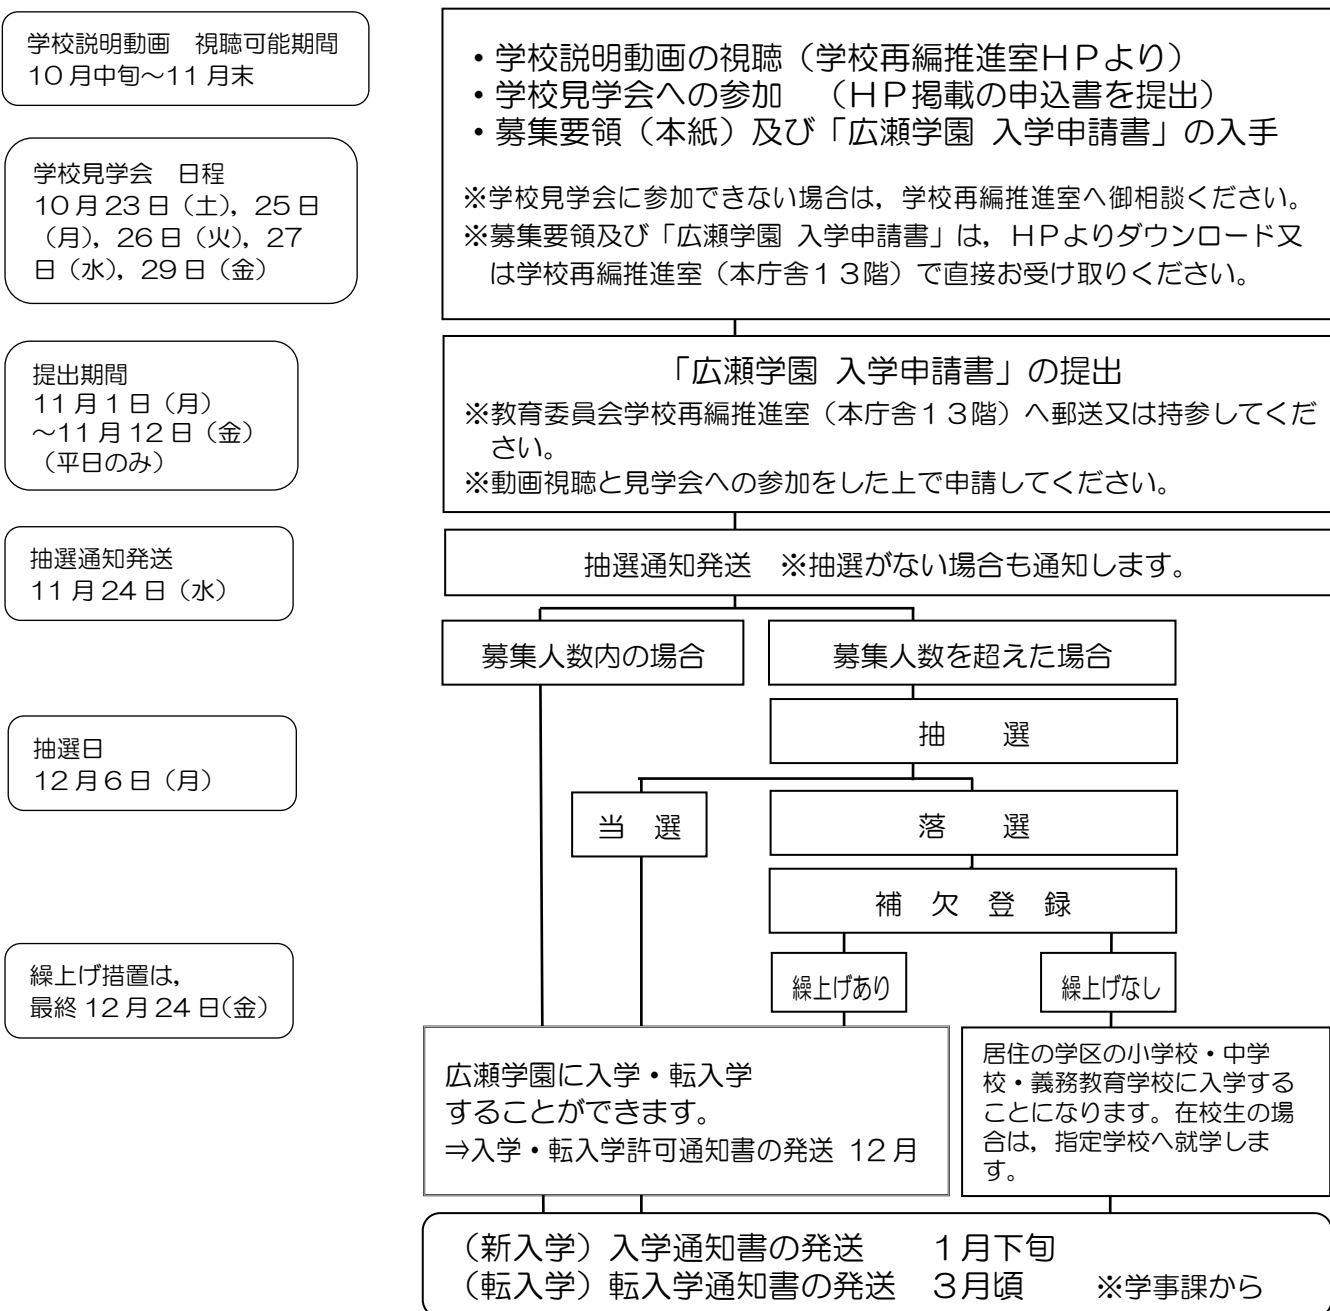 学校説明動画　視聴可能期間
10月中旬～11月末
・学校説明動画の視聴（学校再編推進室ＨＰより）
・学校見学会への参加　（ＨＰ掲載の申込書を提出）
・募集要領（本紙）及び「広瀬学園 入学申請書」の入手
※学校見学会に参加できない場合は，学校再編推進室へ御相談ください。
※募集要領及び「広瀬学園 入学申請書」は，ＨＰよりダウンロード又
は学校再編推進室（本庁舎１３階）で直接お受け取りください。
学校見学会　日程
10月23日（土），25日
（月），26日（火），27
日（水），29日（金）
提出期間
11月1日（月）
～11月12日（金）
（平日のみ）
「広瀬学園 入学申請書」の提出
※教育委員会学校再編推進室（本庁舎１３階）へ郵送又は持参してくだ
さい。
※動画視聴と見学会への参加をした上で申請してください。
抽選通知発送
11月24日（水）
抽選通知発送　※抽選がない場合も通知します。
募集人数内の場合
募集人数を超えた場合
抽　選
抽選日
12月6日（月）
当　選
落　選
補　欠　登　録
繰上げ措置は，
最終12月24日(金)
繰上げあり
繰上げなし
広瀬学園に入学・転入学
することができます。
⇒入学・転入学許可通知書の発送 12月
居住の学区の小学校・中学
校・義務教育学校に入学する
ことになります。在校生の場
合は，指定学校へ就学しま
す。
（新入学）入学通知書の発送　　１月下旬
（転入学）転入学通知書の発送　３月頃　　※学事課から